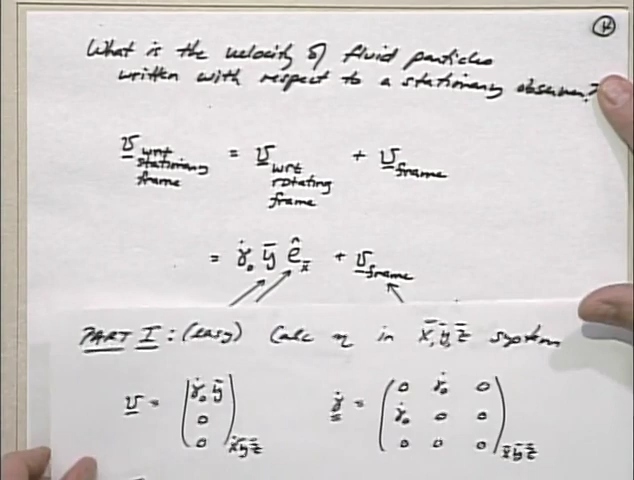 K
What is the velocity of fluid particles
written with respect to a stationary observer?
v wrt stationary frame = v wrt rotating frame + v frame
= γ̇₀ ȳ ê_x̄ + v frame
PART I: (easy) Calc η in x̄,ȳ,z̄ system
v = (γ̇₀ȳ 0 0)x̄ȳz̄ γ̇ = (0 γ̇₀ 0 γ̇₀ 0 0 0 0 0)x̄ȳz̄